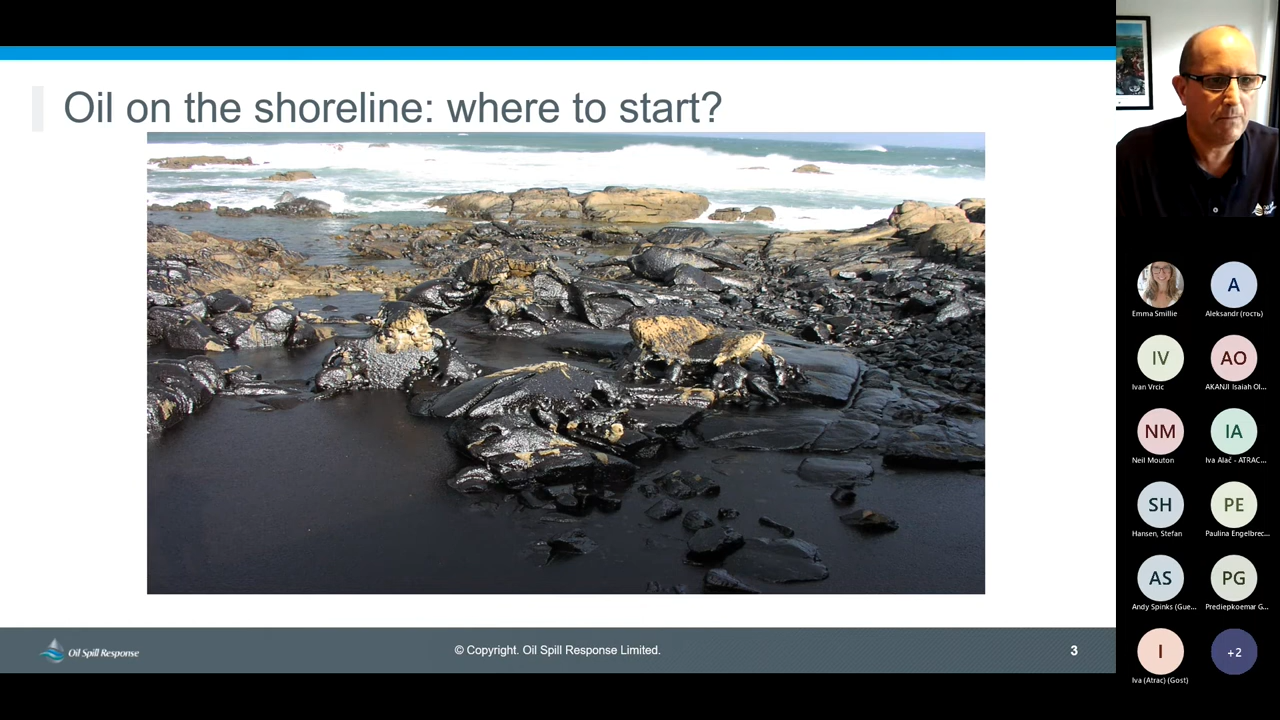 Oil on the shoreline: where to start?
Oil Spill Response
© Copyright. Oil Spill Response Limited.
3
Emma Smillie
A
Aleksandr (гость)
IV
Ivan Vrcic
AO
AKANJI Isaiah Ol...
NM
Neil Mouton
IA
Iva Alač - ATRAC...
SH
Hansen, Stefan
PE
Paulina Engelbrec...
AS
Andy Spinks (Gue...
PG
Prediepkoemar G...
I
Iva (Atrac) (Gost)
+2